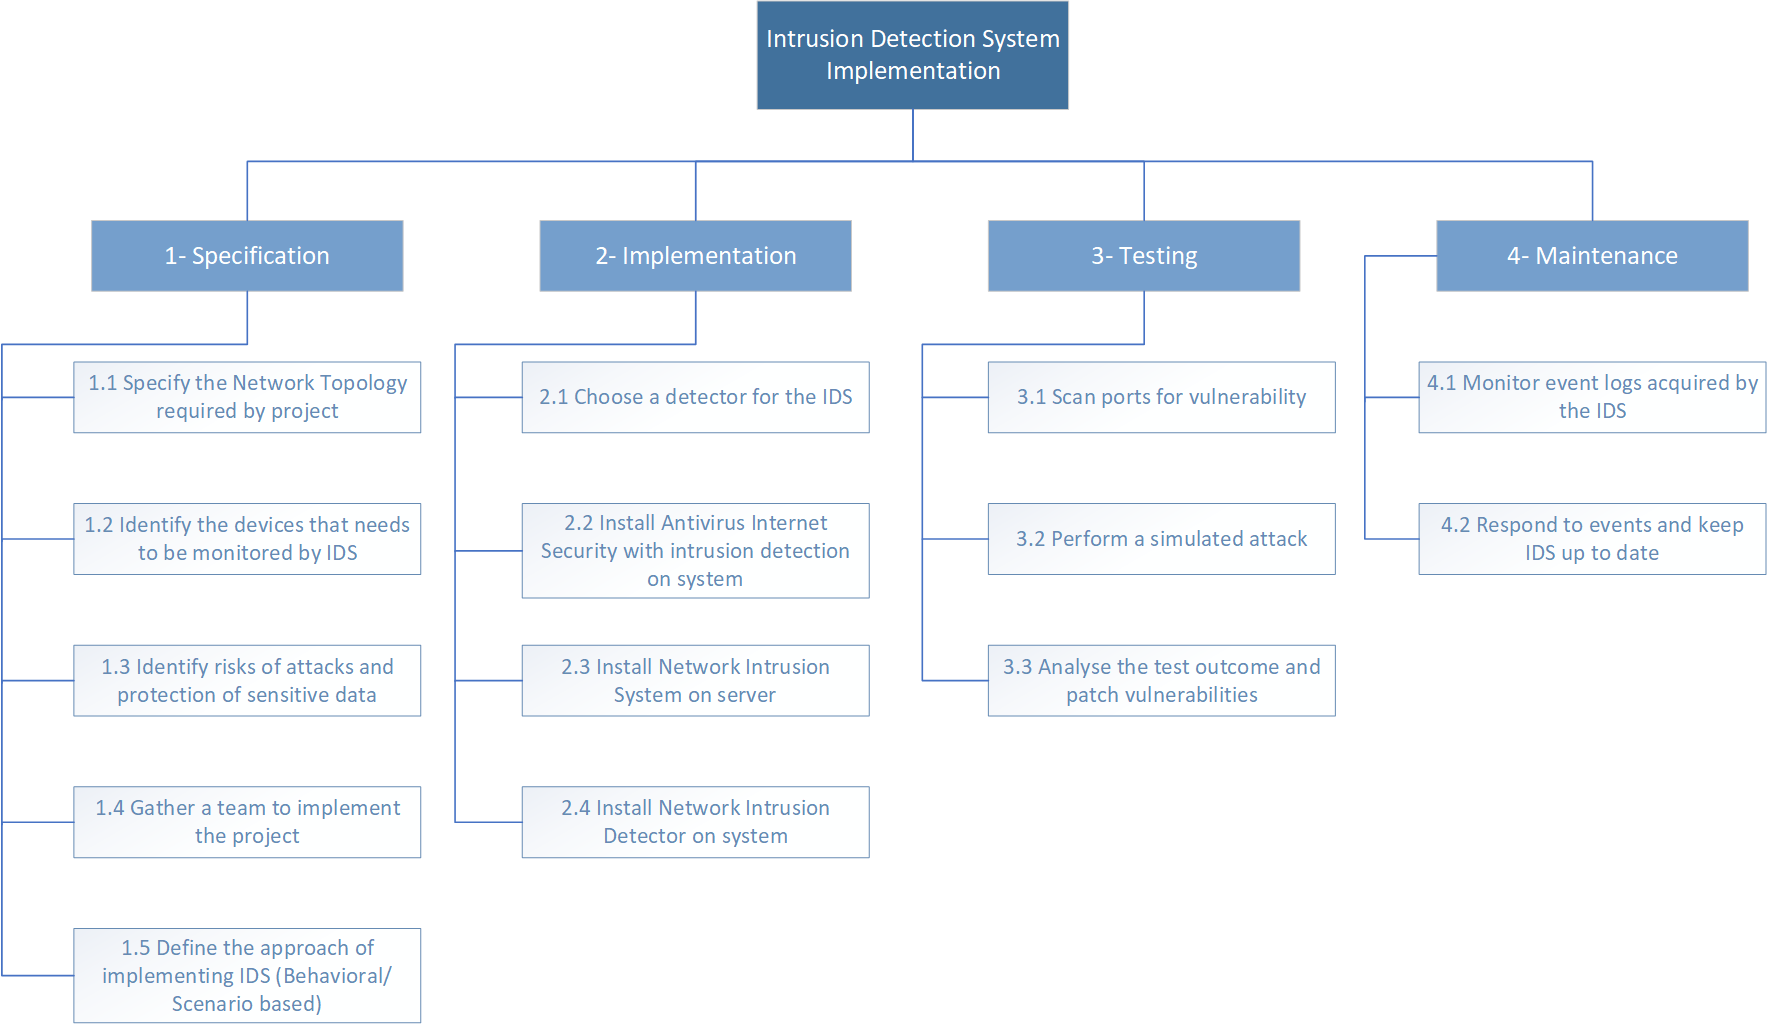 Intrusion Detection System
Implementation
1- Specification
2- Implementation
3- Testing
4- Maintenance
1.1 Specify the Network Topology
required by project
1.2 Identify the devices that needs
to be monitored by IDS
1.3 Identify risks of attacks and
protection of sensitive data
1.4 Gather a team to implement
the project
1.5 Define the approach of
implementing IDS (Behavioral/
Scenario based)
2.1 Choose a detector for the IDS
2.2 Install Antivirus Internet
Security with intrusion detection
on system
2.3 Install Network Intrusion
System on server
2.4 Install Network Intrusion
Detector on system
3.1 Scan ports for vulnerability
3.2 Perform a simulated attack
3.3 Analyse the test outcome and
patch vulnerabilities
4.1 Monitor event logs acquired by
the IDS
4.2 Respond to events and keep
IDS up to date